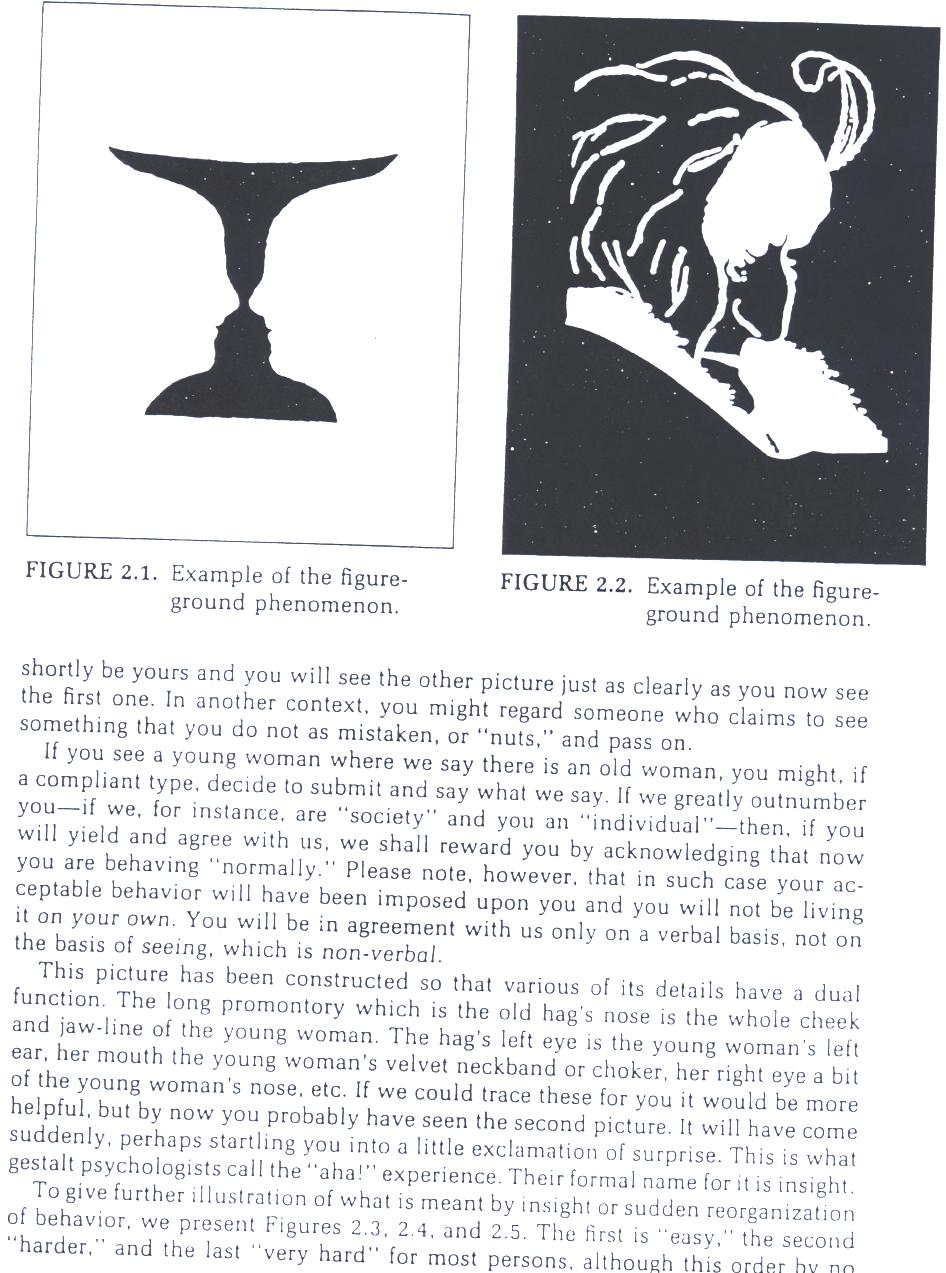 FIGURE 2.1. Example of the figure-
ground phenomenon.
FIGURE 2.2. Example of the figure-
ground phenomenon.
shortly be yours and you will see the other picture just as clearly as you now see
the first one. In another context, you might regard someone who claims to see
something that you do not as mistaken, or “nuts,” and pass on.
If you see a young woman where we say there is an old woman, you might, if
a compliant type, decide to submit and say what we say. If we greatly outnumber
you—if we, for instance, are “society” and you an “individual”—then, if you
will yield and agree with us, we shall reward you by acknowledging that now
you are behaving “normally.” Please note, however, that in such case your ac-
ceptable behavior will have been imposed upon you and you will not be living
it on your own. You will be in agreement with us only on a verbal basis, not on
the basis of seeing, which is non-verbal.
This picture has been constructed so that various of its details have a dual
function. The long promontory which is the old hag's nose is the whole cheek
and jaw-line of the young woman. The hag's left eye is the young woman's left
ear, her mouth the young woman's velvet neckband or choker, her right eye a bit
of the young woman's nose, etc. If we could trace these for you it would be more
helpful, but by now you probably have seen the second picture. It will have come
suddenly, perhaps startling you into a little exclamation of surprise. This is what
gestalt psychologists call the “aha!” experience. Their formal name for it is insight.
To give further illustration of what is meant by insight or sudden reorganization
of behavior, we present Figures 2.3, 2.4, and 2.5. The first is “easy,” the second
“harder,” and the last “very hard” for most persons, although this order by no